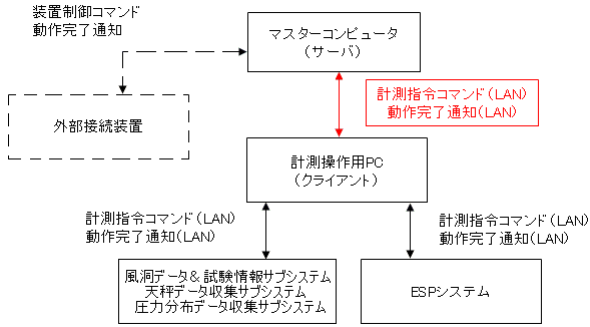 装置制御コマンド
動作完了通知
マスターコンピュータ
（サーバ）
計測指令コマンド（LAN）
動作完了通知（LAN）
外部接続装置
計測操作用PC
（クライアント）
計測指令コマンド（LAN）
動作完了通知（LAN）
計測指令コマンド（LAN）
動作完了通知（LAN）
風洞データ＆試験情報サブシステム
天秤データ収集サブシステム
圧力分布データ収集サブシステム
ESPシステム